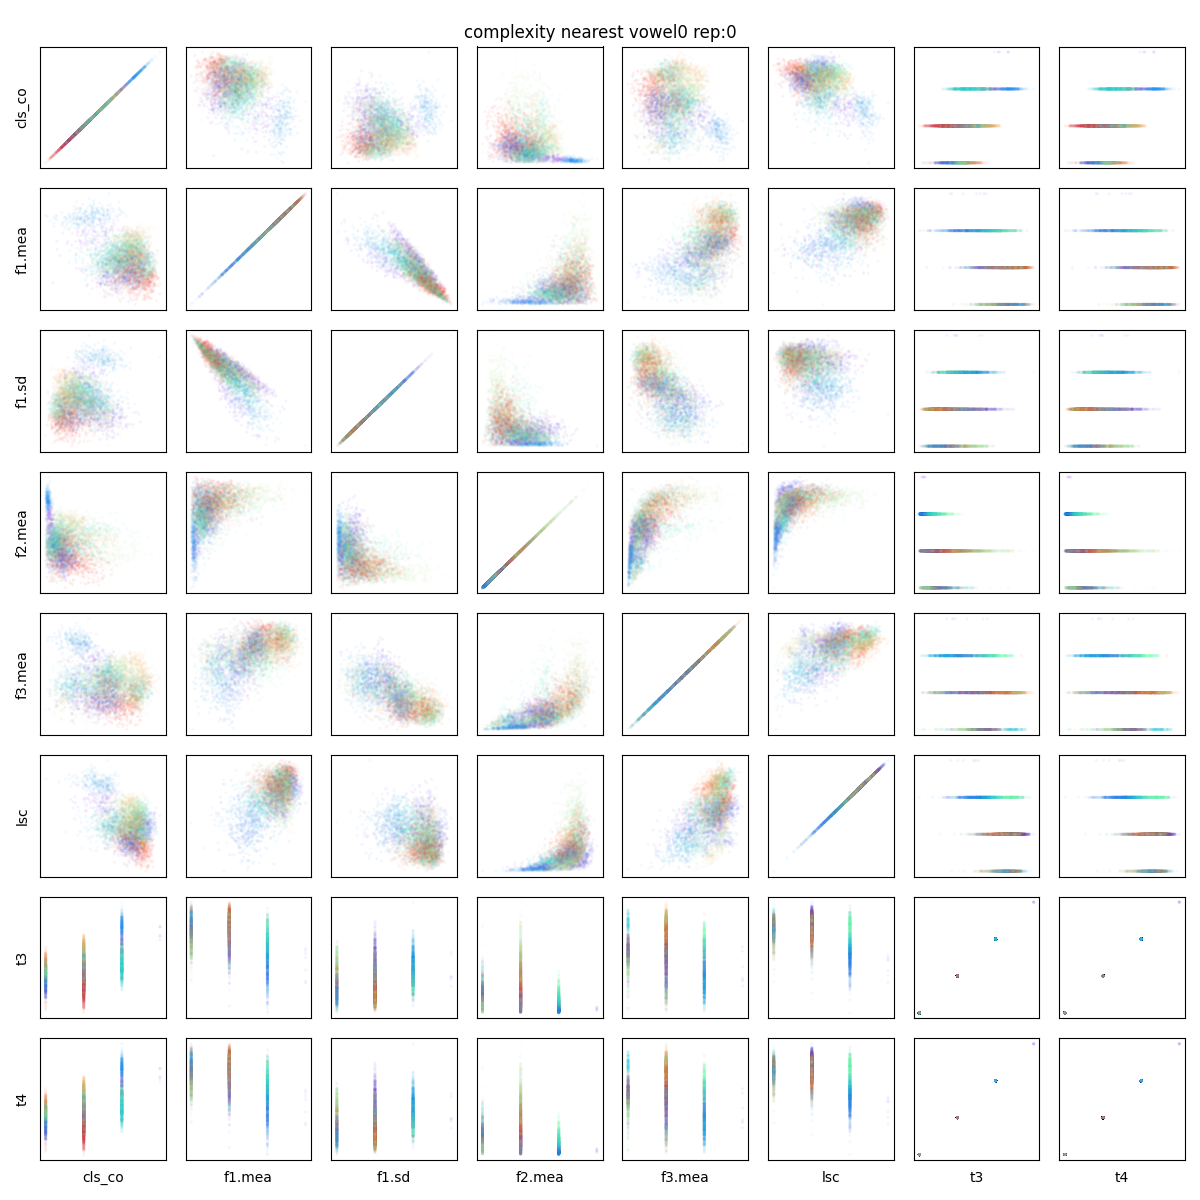 complexity nearest vowel0 rep:0
cls_co
f1.mea
f1.sd
f2.mea
f3.mea
lsc
t3
t4
cls_co f1.mea f1.sd f2.mea f3.mea lsc t3 t4